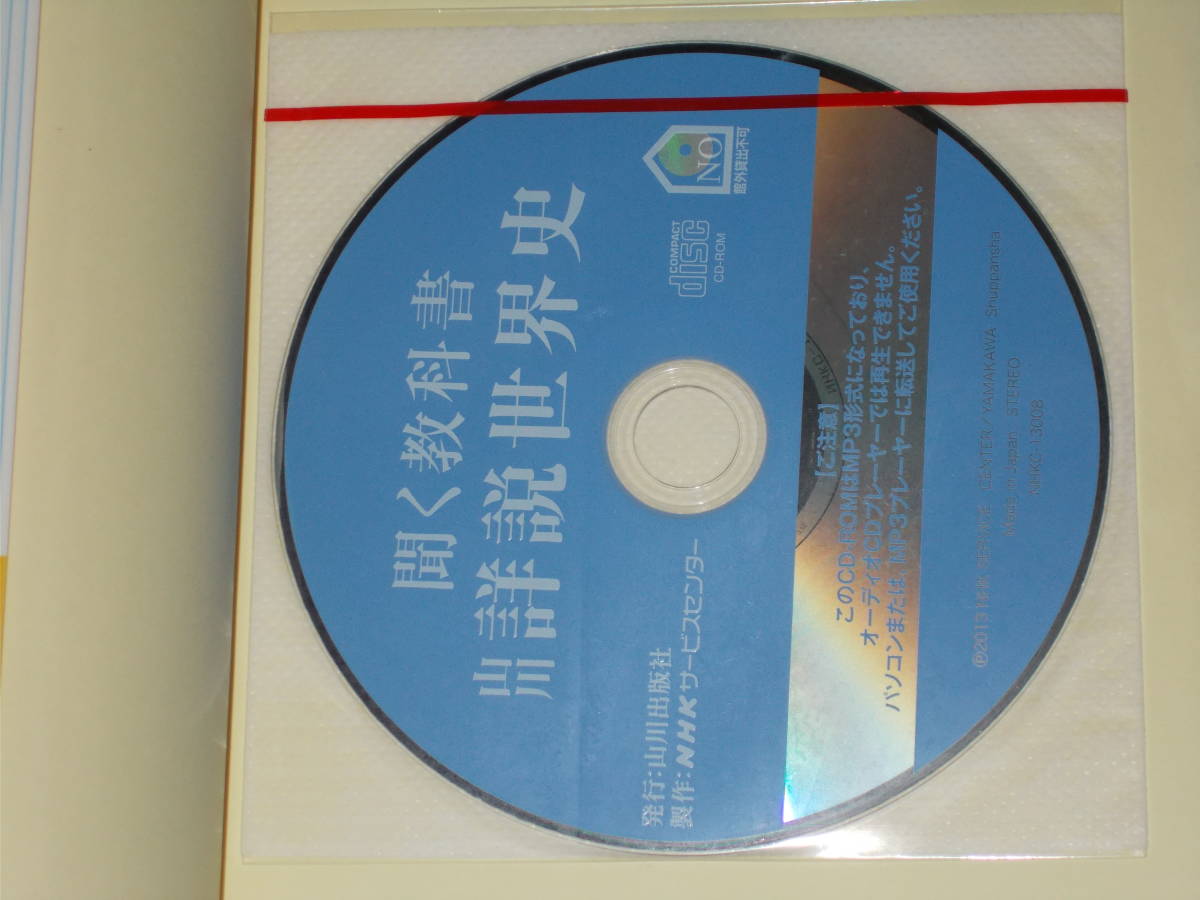 聞く教科書
山川 詳説世界史
NO
館外貸出不可
COMPACT
disc
CD-ROM
発行：山川出版社
製作：NHKサービスセンター
【ご注意】
このCD-ROMはMP3形式になっており、
オーディオCDプレーヤーでは再生できません。
パソコンまたは、MP3プレーヤーに転送してご使用ください。
℗2013 NHK SERVICE CENTER/YAMAKAWA Shuppansha
Made in Japan STEREO
NHKC-13008